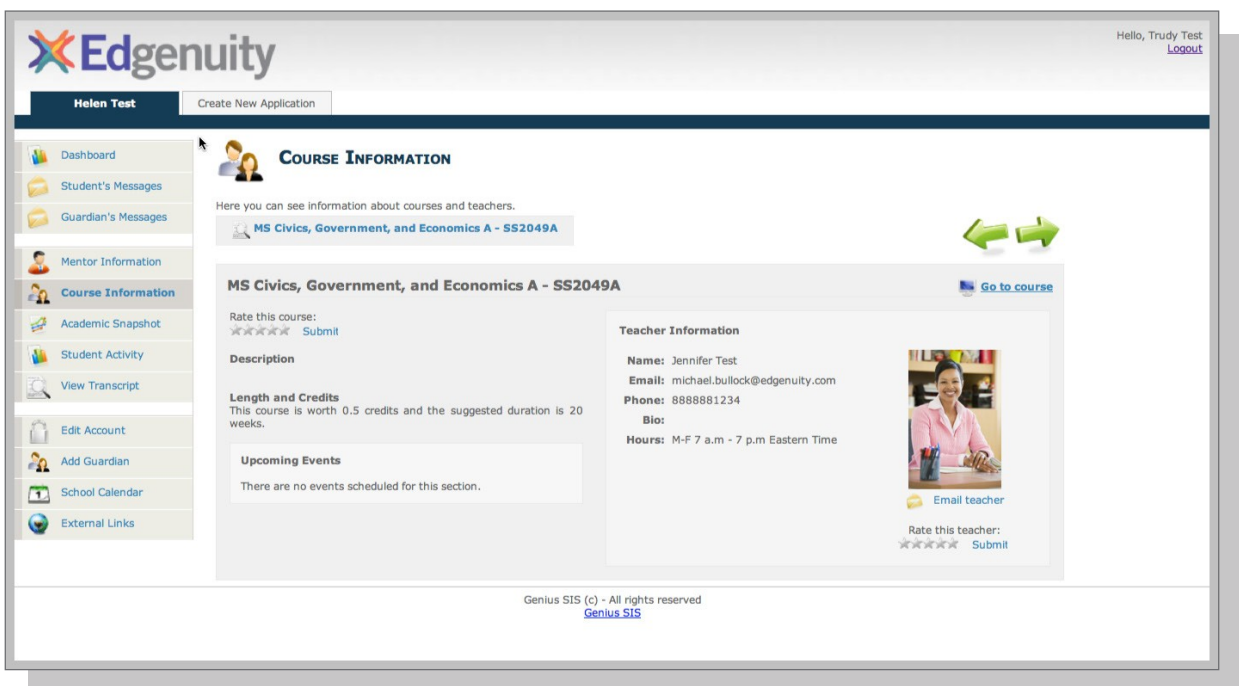 Edgenuity
Hello, Trudy Test
Logout
Helen Test
Create New Application
Dashboard
Student's Messages
Guardian's Messages
Mentor Information
Course Information
Academic Snapshot
Student Activity
View Transcript
Edit Account
Add Guardian
School Calendar
External Links
COURSE INFORMATION
Here you can see information about courses and teachers.
MS Civics, Government, and Economics A - SS2049A
MS Civics, Government, and Economics A - SS2049A
Go to course
Rate this course:
Submit
Description
Length and Credits
This course is worth 0.5 credits and the suggested duration is 20
weeks.
Upcoming Events
There are no events scheduled for this section.
Teacher Information
Name: Jennifer Test
Email: michael.bullock@edgenuity.com
Phone: 8888881234
Bio:
Hours: M-F 7 a.m - 7 p.m Eastern Time
Email teacher
Rate this teacher:
Submit
Genius SIS (c) - All rights reserved
Genius SIS